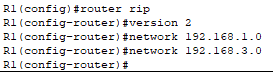 R1(config)#router rip
R1(config-router)#version 2
R1(config-router)#network 192.168.1.0
R1(config-router)#network 192.168.3.0
R1(config-router)#